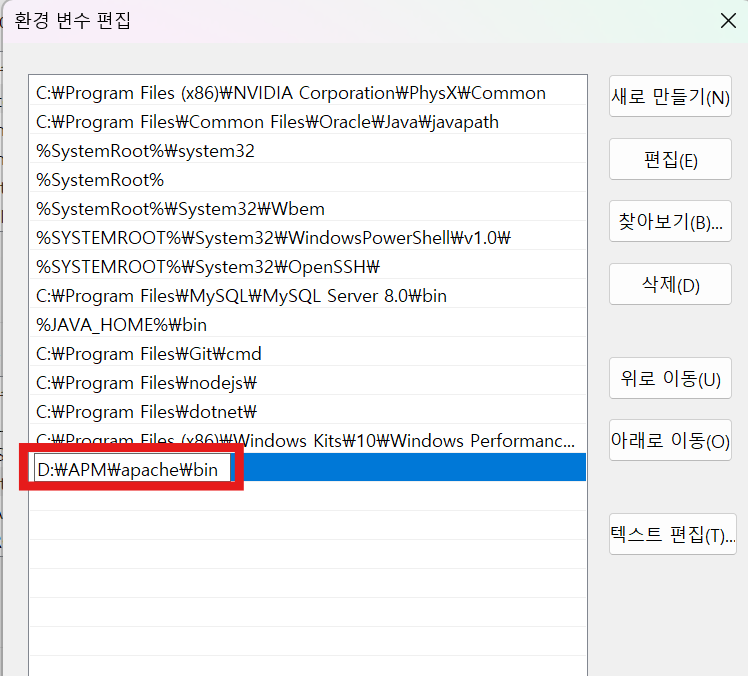 환경 변수 편집
C:₩Program Files (x86)₩NVIDIA Corporation₩PhysX₩Common
C:₩Program Files₩Common Files₩Oracle₩Java₩javapath
%SystemRoot%₩system32
%SystemRoot%
%SystemRoot%₩System32₩Wbem
%SYSTEMROOT%₩System32₩WindowsPowerShell₩v1.0₩
%SYSTEMROOT%₩System32₩OpenSSH₩
C:₩Program Files₩MySQL₩MySQL Server 8.0₩bin
%JAVA_HOME%₩bin
C:₩Program Files₩Git₩cmd
C:₩Program Files₩nodejs₩
C:₩Program Files₩dotnet₩
C:₩Program Files (x86)₩Windows Kits₩10₩Windows Performanc...
D:₩APM₩apache₩bin
새로 만들기(N)
편집(E)
찾아보기(B)...
삭제(D)
위로 이동(U)
아래로 이동(O)
텍스트 편집(T)...